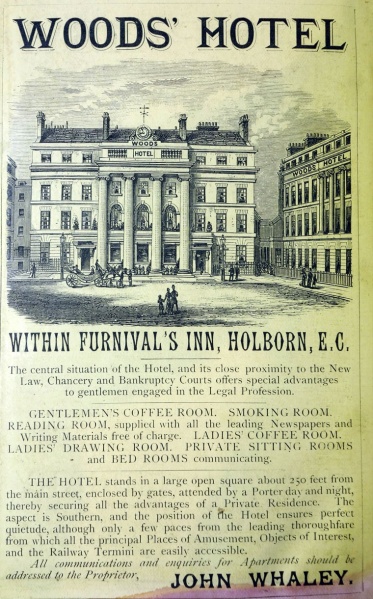 WOODS' HOTEL
WOODS
HOTEL
WOODS HOTEL
WITHIN FURNIVAL'S INN, HOLBORN, E.C.
The central situation of the Hotel, and its close proximity to the New
Law, Chancery and Bankruptcy Courts offers special advantages
to gentlemen engaged in the Legal Profession.
GENTLEMEN'S COFFEE ROOM. SMOKING ROOM.
READING ROOM, supplied with all the leading Newspapers and
Writing Materials free of charge. LADIES' COFFEE ROOM.
LADIES' DRAWING ROOM. PRIVATE SITTING ROOMS
and BED ROOMS communicating.
THE HOTEL stands in a large open square about 250 feet from
the main street, enclosed by gates, attended by a Porter day and night,
thereby securing all the advantages of a Private Residence. The
aspect is Southern, and the position of the Hotel ensures perfect
quietude, although only a few paces from the leading thoroughfare
from which all the principal Places of Amusement, Objects of Interest,
and the Railway Termini are easily accessible.
All communications and enquiries for Apartments should be
addressed to the Proprietor,
JOHN WHALEY.